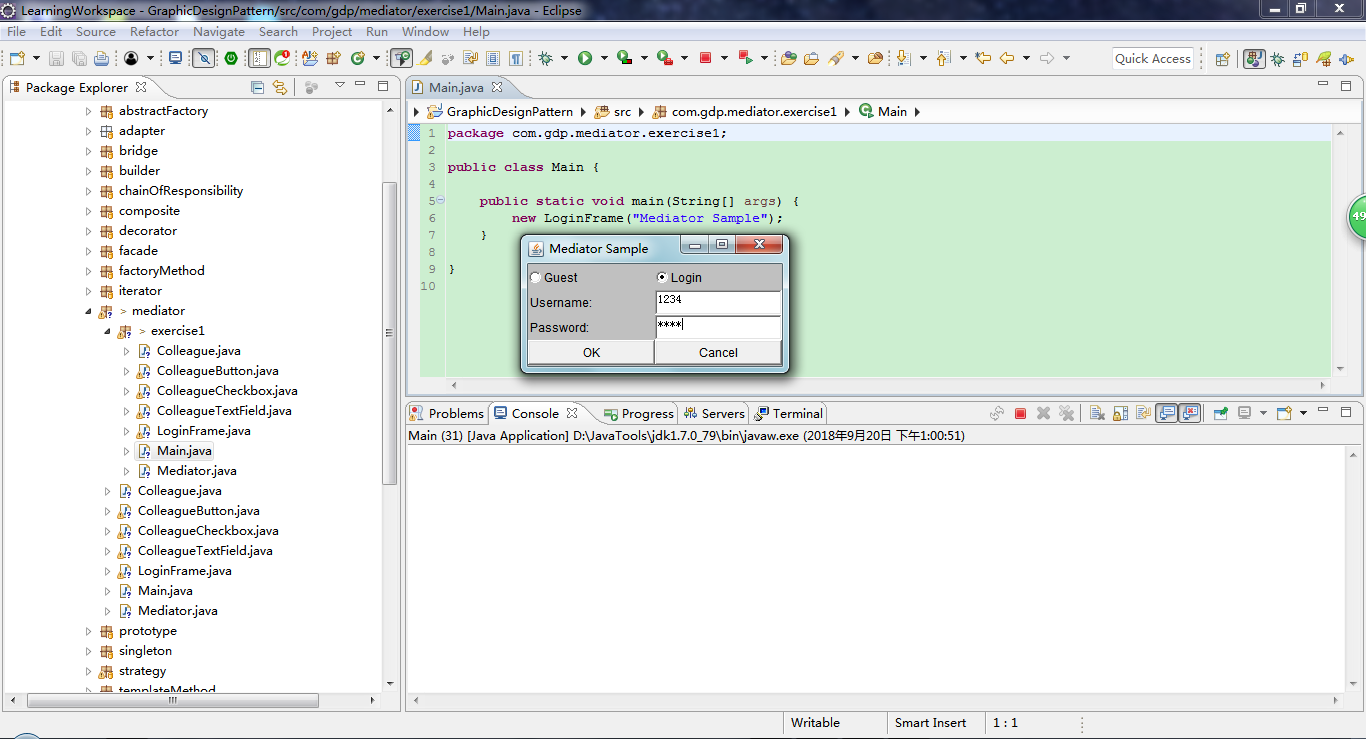 LearningWorkspace - GraphicDesignPattern/src/com/gdp/mediator/exercise1/Main.java - Eclipse
File Edit Source Refactor Navigate Search Project Run Window Help
Quick Access
Package Explorer
abstractFactory
adapter
bridge
builder
chainOfResponsibility
composite
decorator
facade
factoryMethod
iterator
> mediator
> exercise1
Colleague.java
ColleagueButton.java
ColleagueCheckbox.java
ColleagueTextField.java
LoginFrame.java
Main.java
Mediator.java
Colleague.java
ColleagueButton.java
ColleagueCheckbox.java
ColleagueTextField.java
LoginFrame.java
Main.java
Mediator.java
prototype
singleton
strategy
templateMethod
Main.java
GraphicDesignPattern src com.gdp.mediator.exercise1 Main
1 package com.gdp.mediator.exercise1;
2
3 public class Main {
4
5 public static void main(String[] args) {
6 new LoginFrame("Mediator Sample");
7 }
8
9 }
10
49
Mediator Sample
Guest Login
Username: 1234
Password: ****
OK Cancel
Problems Console Progress Servers Terminal
Main (31) [Java Application] D:\JavaTools\jdk1.7.0_79\bin\javaw.exe (2018年9月20日 下午1:00:51)
Writable Smart Insert 1 : 1